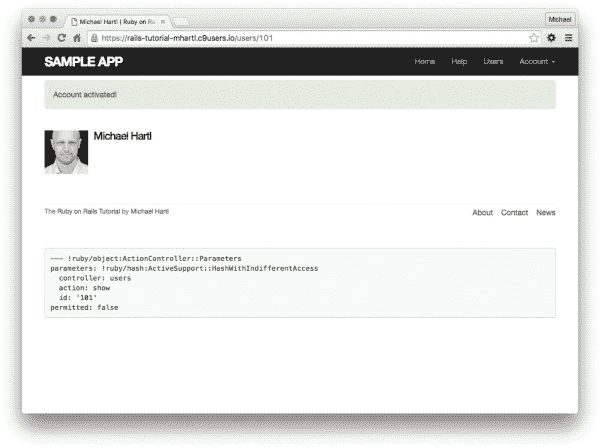 Michael Hartl | Ruby on Ra
Michael
https://rails-tutorial-mhartl.c9users.io/users/101
SAMPLE APP
Home Help Users Account
Account activated!
Michael Hartl
The Ruby on Rails Tutorial by Michael Hartl
About Contact News
--- !ruby/object:ActionController::Parameters
parameters: !ruby/hash:ActiveSupport::HashWithIndifferentAccess
controller: users
action: show
id: '101'
permitted: false